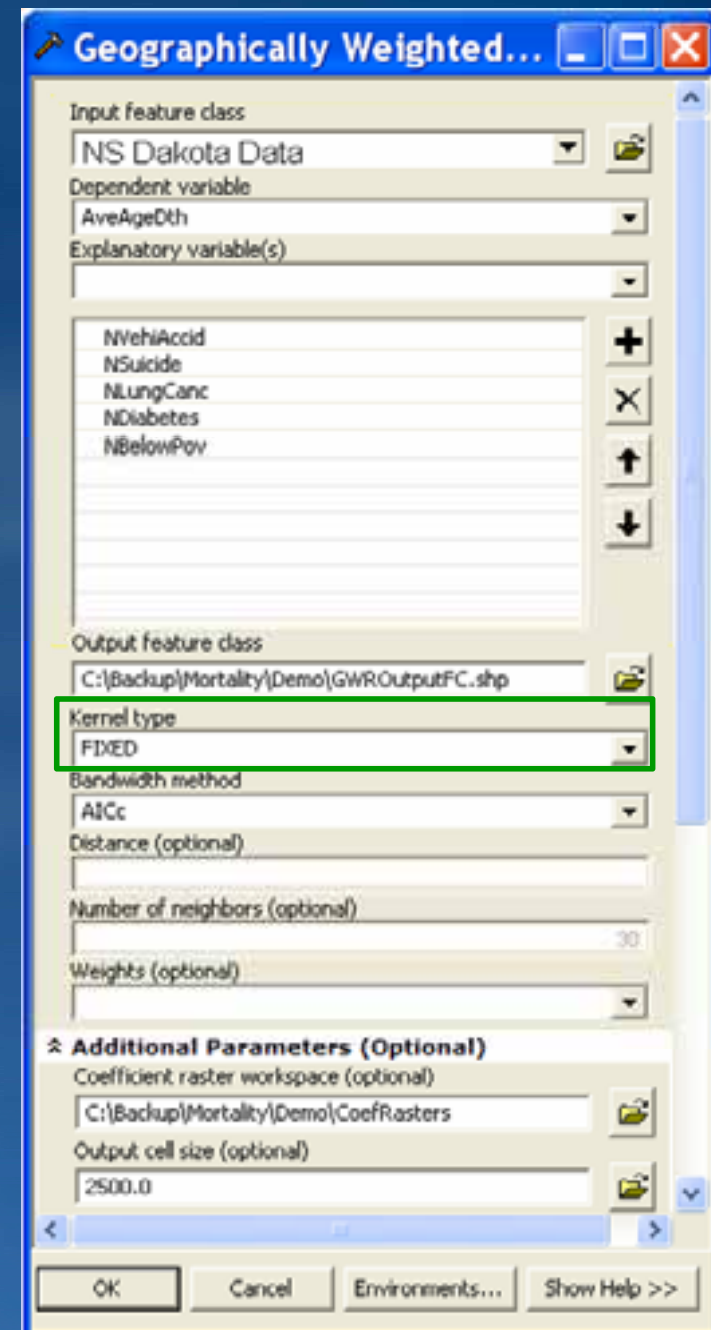 Geographically Weighted...
Input feature class
NS Dakota Data
Dependent variable
AveAgeDth
Explanatory variable(s)
NVehiAccid
NSuicide
NLungCanc
NDiabetes
NBelowPov
Output feature class
C:\Backup\Mortality\Demo\GWROutputFC.shp
Kernel type
FIXED
Bandwidth method
AICc
Distance (optional)
Number of neighbors (optional)
30
Weights (optional)
Additional Parameters (Optional)
Coefficient raster workspace (optional)
C:\Backup\Mortality\Demo\CoefRasters
Output cell size (optional)
2500.0
OK Cancel Environments... Show Help >>